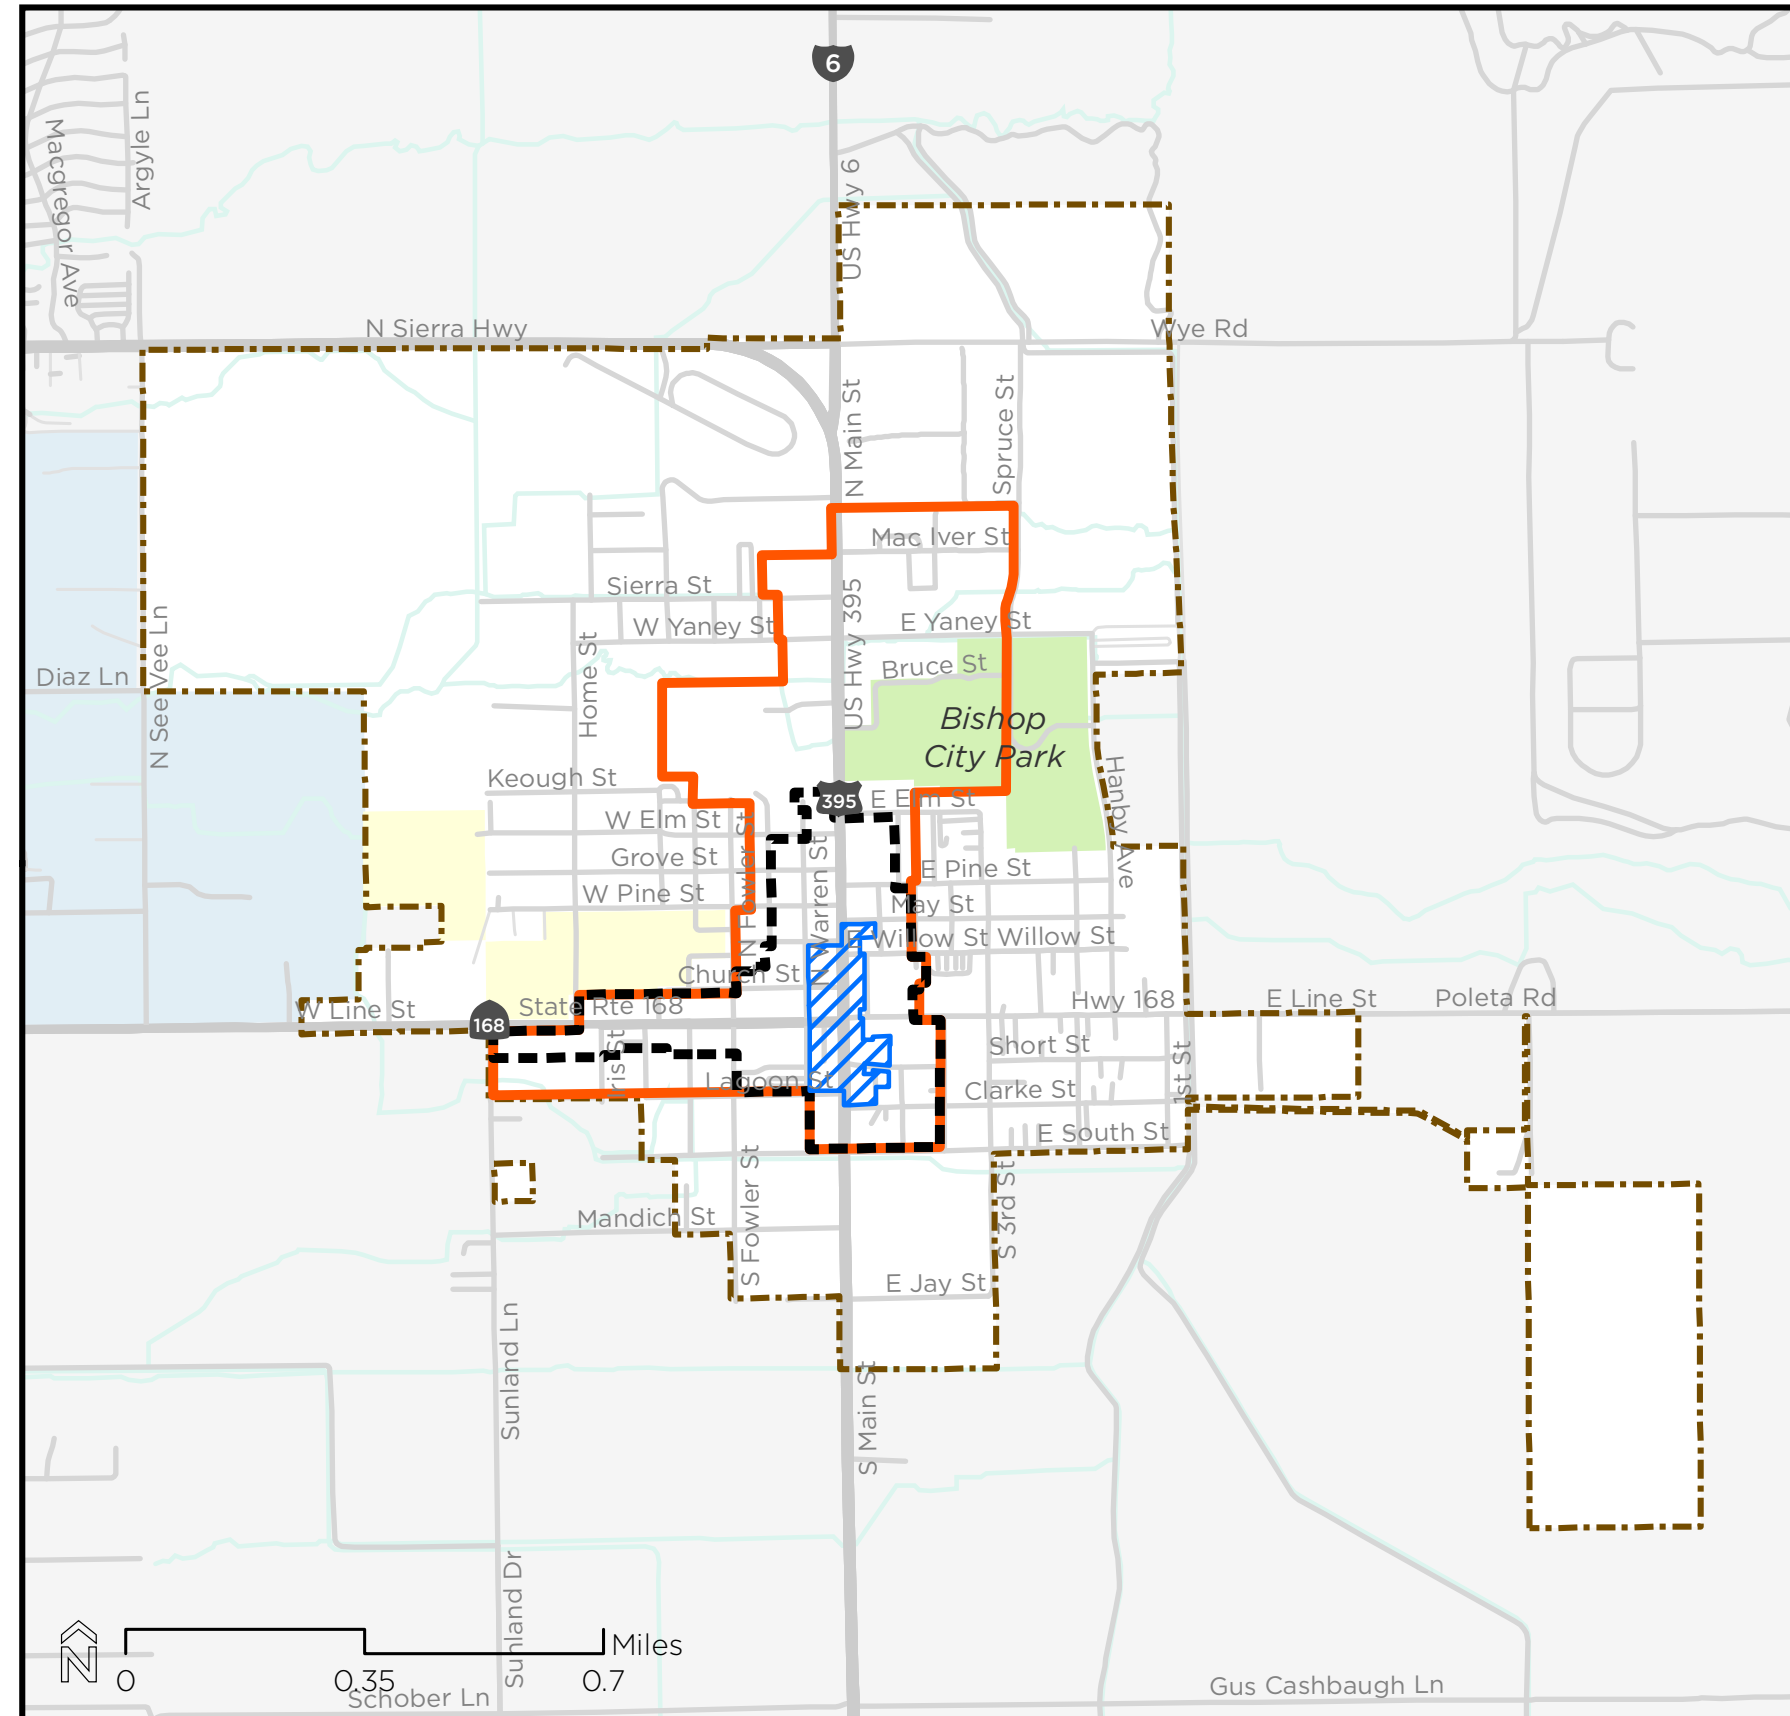 6
Argyle Ln
Macgregor Ave
US Hwy 6
N Sierra Hwy
Wye Rd
N Main St
Spruce St
Mac Iver St
Sierra St
US Hwy 395
W Yaney St
E Yaney St
N See Vee Ln
Home St
Diaz Ln
Bruce St
Bishop
City Park
Keough St
Hanby Ave
395
E Elm St
W Elm St
N Fowler St
N Warren St
Grove St
E Pine St
W Pine St
May St
E Willow St
Willow St
Church St
W Line St
State Rte 168
168
Hwy 168
E Line St
Poleta Rd
Iris St
Short St
1st St
Lagoon St
Clarke St
E South St
S Fowler St
S 3rd St
Mandich St
E Jay St
Sunland Ln
S Main St
Sunland Dr
N
Miles
0
0.35
0.7
Schober Ln
Gus Cashbaugh Ln